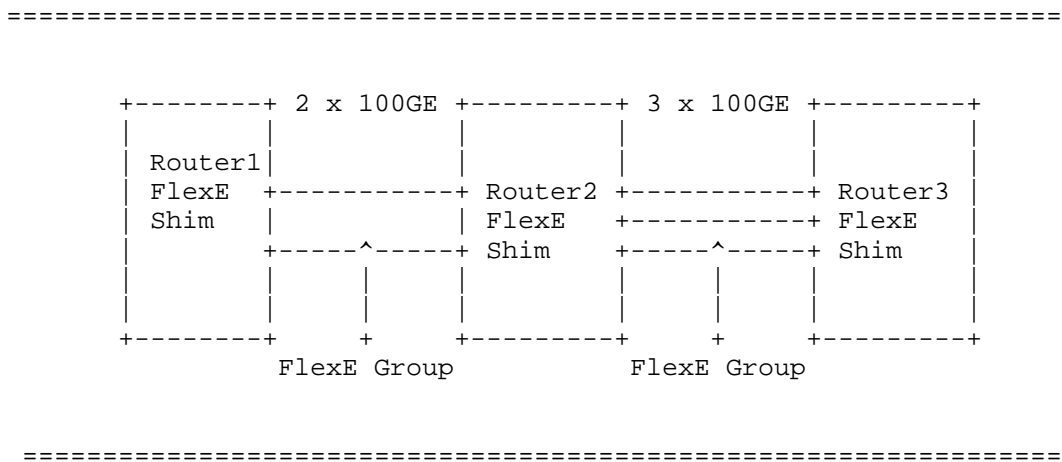 2 x 100GE 3 x 100GE
Router1
FlexE Router2 Router3
Shim FlexE FlexE
Shim Shim
FlexE Group FlexE Group